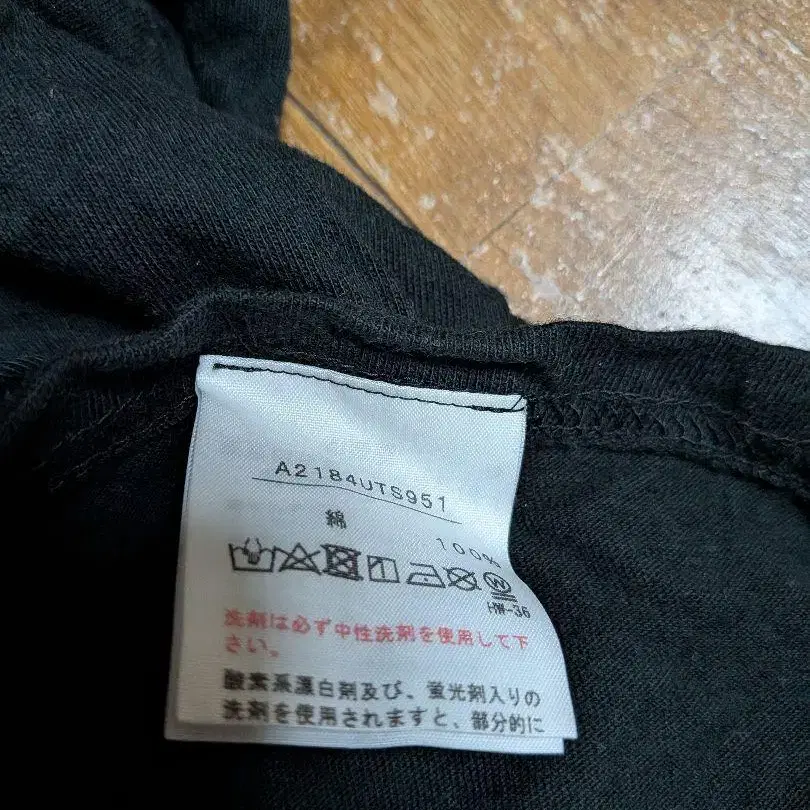 A2184UTS951
綿 100%
W
HW-36
洗剤は必ず中性洗剤を使用して下
さい。
酸素系漂白剤及び、蛍光剤入りの
洗剤を使用されますと、部分的に